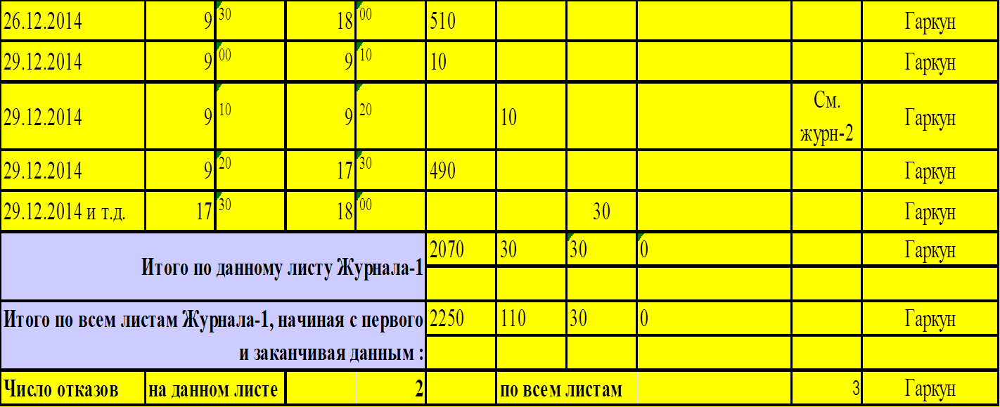 26.12.2014 9 30 18 00 510 Гаркун
29.12.2014 9 00 9 10 10 Гаркун
29.12.2014 9 10 9 20 10 См. журн-2 Гаркун
29.12.2014 9 20 17 30 490 Гаркун
29.12.2014 и т.д. 17 30 18 00 30 Гаркун
Итого по данному листу Журнала-1 2070 30 30 0 Гаркун
Итого по всем листам Журнала-1, начиная с первого 2250 110 30 0 Гаркун
и заканчивая данным :
Число отказов на данном листе 2 по всем листам 3 Гаркун